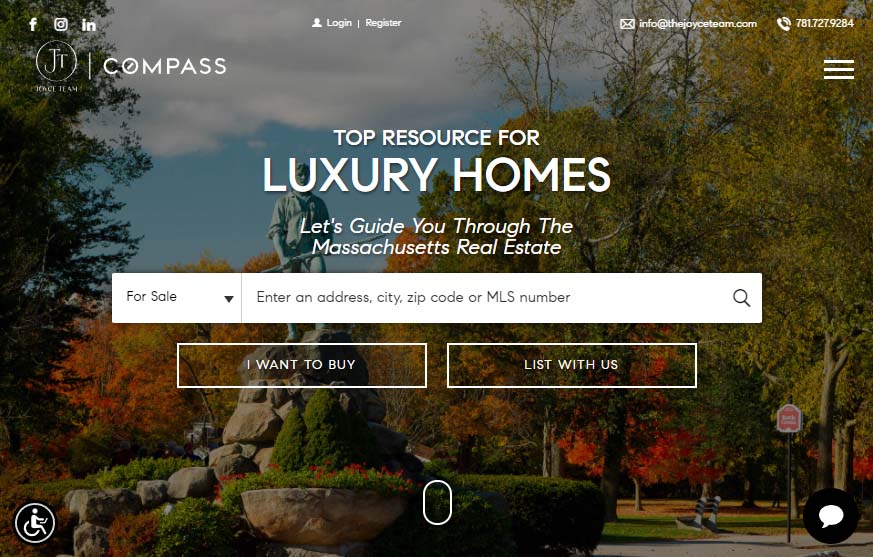 Login | Register
info@thejoyceteam.com
781.727.9284
JT
JOYCE TEAM
COMPASS
TOP RESOURCE FOR
LUXURY HOMES
Let's Guide You Through The
Massachusetts Real Estate
For Sale
Enter an address, city, zip code or MLS number
I WANT TO BUY
LIST WITH US